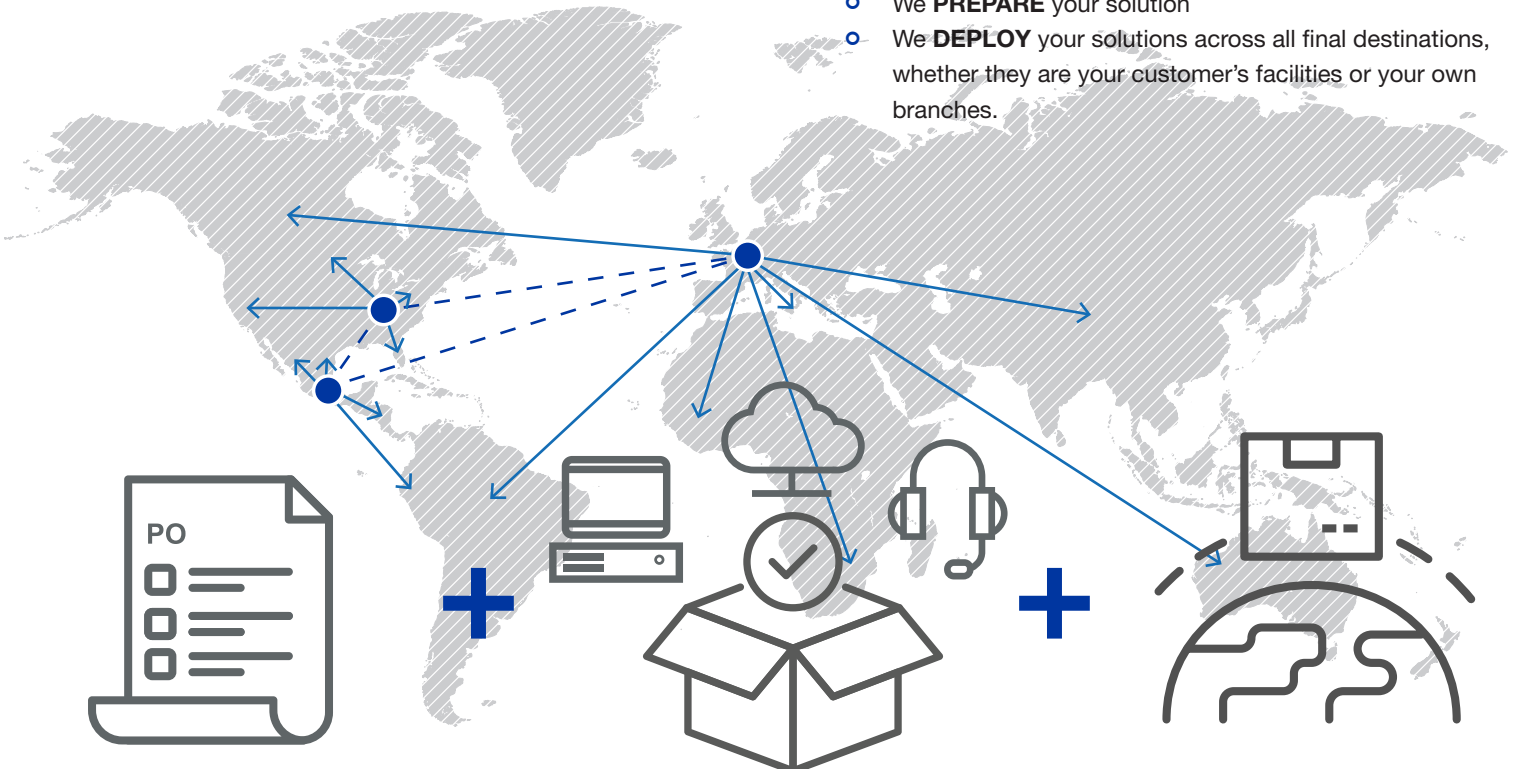 We PREPARE your solution
We DEPLOY your solutions across all final destinations,
whether they are your customer's facilities or your own
branches.
PO